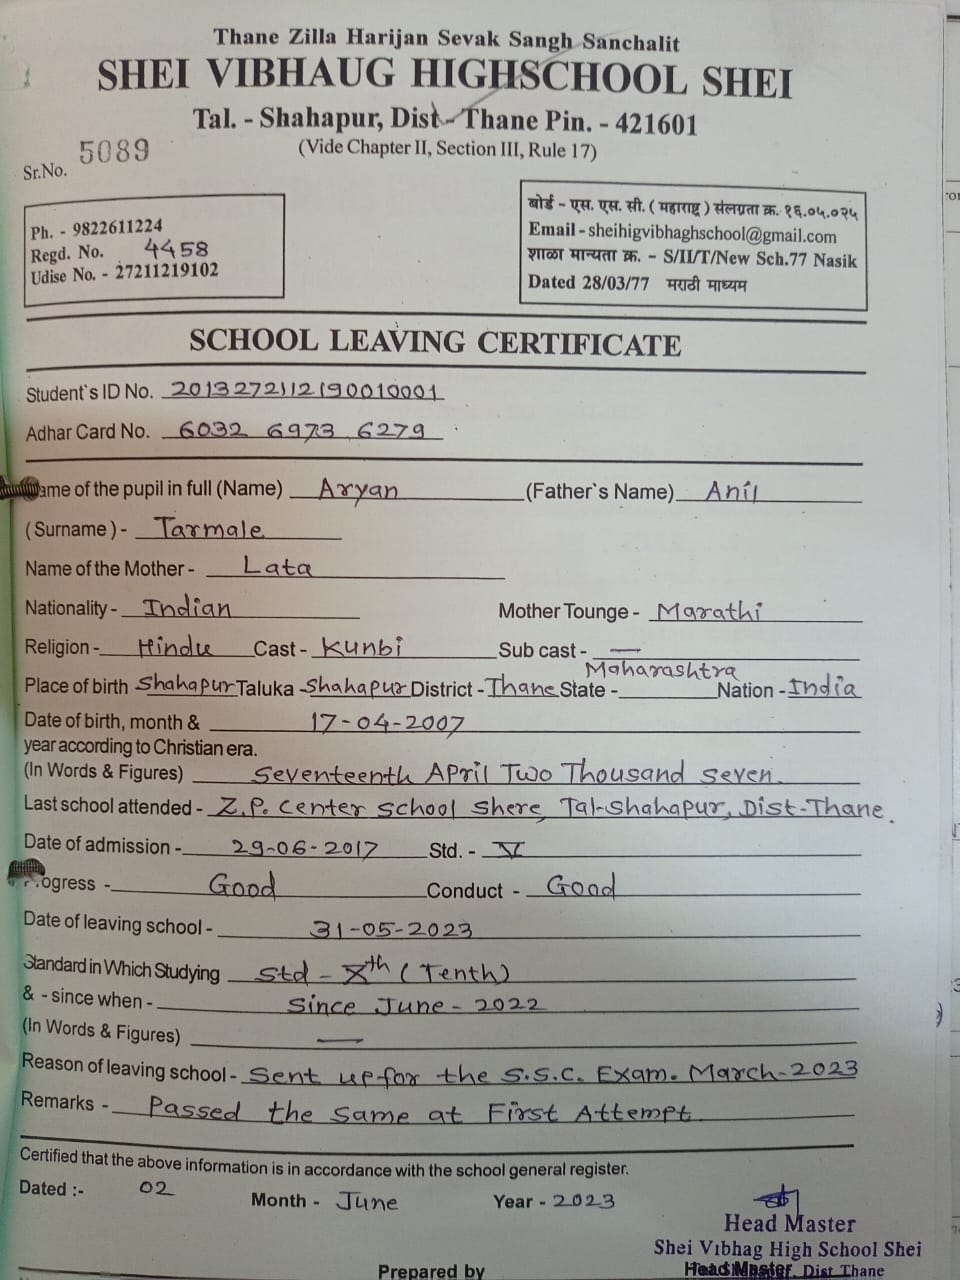 Thane Zilla Harijan Sevak Sangh Sanchalit
SHEI VIBHAUG HIGHSCHOOL SHEI
Tal. - Shahapur, Dist - Thane Pin. - 421601
(Vide Chapter II, Section III, Rule 17)
Sr.No. 5089
Ph. - 9822611224
Regd. No. 4458
Udise No. - 27211219102
बोर्ड - एस. एस. सी. ( महाराष्ट्र ) संलग्नता क्र. १६.०५.०२५
Email - sheihigvibhaghschool@gmail.com
शाळा मान्यता क्र. - S/II/T/New Sch.77 Nasik
Dated 28/03/77 मराठी माध्यम
SCHOOL LEAVING CERTIFICATE
Student`s ID No. 2013272112190010001
Adhar Card No. 6032 6973 6279
ame of the pupil in full (Name) Aryan (Father`s Name) Anil
( Surname ) - Tarmale
Name of the Mother - Lata
Nationality - Indian Mother Tounge - Marathi
Religion - Hindu Cast - Kunbi Sub cast - —
Place of birth Shahapur Taluka - Shahapur District - Thane State - Maharashtra Nation - India
Date of birth, month & 17-04-2007
year according to Christian era.
(In Words & Figures) Seventeenth April Two Thousand Seven.
Last school attended - Z.P. Center School Shere, Tal-Shahapur, Dist-Thane.
Date of admission - 29-06-2017 Std. - V
ogress - Good Conduct - Good
Date of leaving school - 31-05-2023
Standard in Which Studying Std - Xth (Tenth)
& - since when - Since June - 2022
(In Words & Figures) —
Reason of leaving school - Sent up for the S.S.C. Exam. March-2023
Remarks - Passed the same at First Attempt
Certified that the above information is in accordance with the school general register.
Dated :- 02 Month - June Year - 2023
Head Master
Shei Vibhag High School Shei
Prepared by Head Master Dist Thane